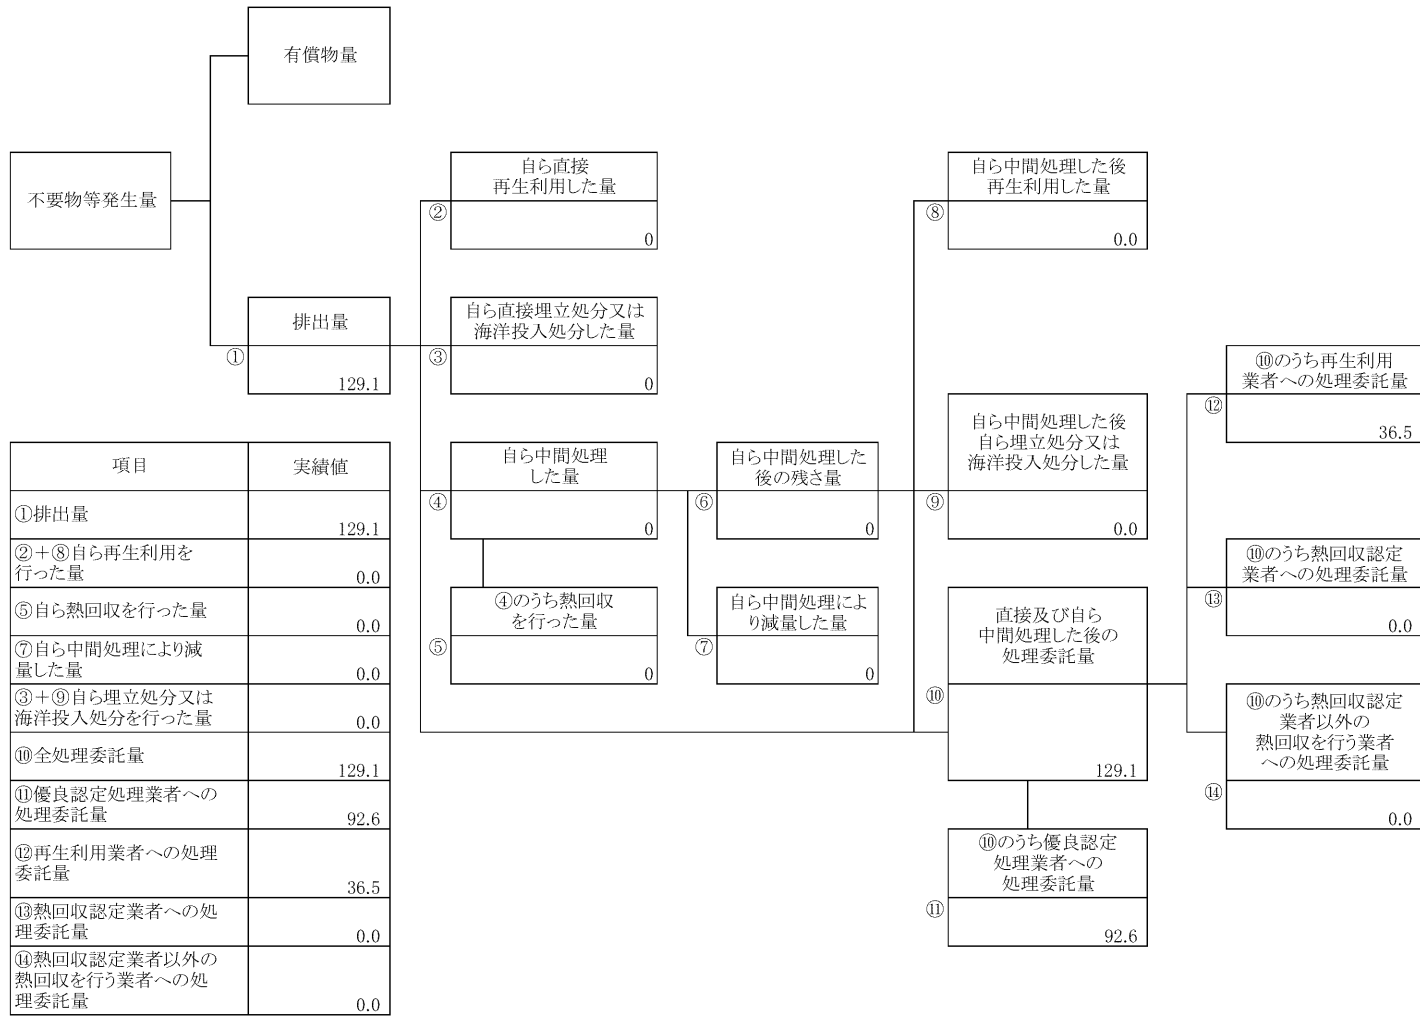 有償物量
不要物等発生量
排出量
①
129.1
自ら直接
再生利用した量
②
0
自ら直接埋立処分又は
海洋投入処分した量
③
0
自ら中間処理
した量
④
0
④のうち熱回収
を行った量
⑤
0
自ら中間処理した
後の残さ量
⑥
0
自ら中間処理によ
り減量した量
⑦
0
自ら中間処理した後
再生利用した量
⑧
0.0
自ら中間処理した後
自ら埋立処分又は
海洋投入処分した量
⑨
0.0
直接及び自ら
中間処理した後の
処理委託量
⑩
129.1
⑩のうち優良認定
処理業者への
処理委託量
⑪
92.6
⑩のうち再生利用
業者への処理委託量
⑫
36.5
⑩のうち熱回収認定
業者への処理委託量
⑬
0.0
⑩のうち熱回収認定
業者以外の
熱回収を行う業者
への処理委託量
⑭
0.0
項目 実績値
①排出量
129.1
②＋⑧自ら再生利用を
行った量
0.0
⑤自ら熱回収を行った量
0.0
⑦自ら中間処理により減
量した量
0.0
③＋⑨自ら埋立処分又は
海洋投入処分を行った量
0.0
⑩全処理委託量
129.1
⑪優良認定処理業者への
処理委託量
92.6
⑫再生利用業者への処理
委託量
36.5
⑬熱回収認定業者への処
理委託量
0.0
⑭熱回収認定業者以外の
熱回収を行う業者への処
理委託量
0.0